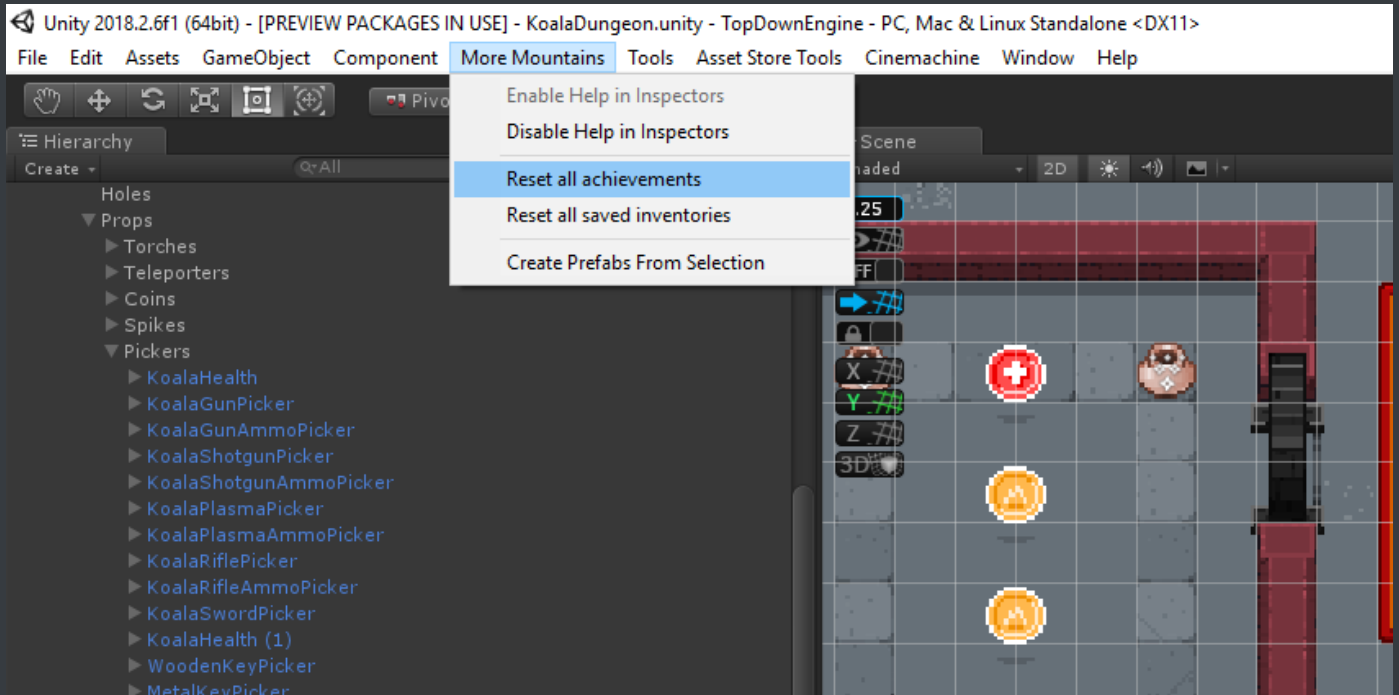 Unity 2018.2.6f1 (64bit) - [PREVIEW PACKAGES IN USE] - KoalaDungeon.unity - TopDownEngine - PC, Mac & Linux Standalone <DX11>
File Edit Assets GameObject Component More Mountains Tools Asset Store Tools Cinemachine Window Help
Enable Help in Inspectors
Disable Help in Inspectors
Reset all achievements
Reset all saved inventories
Create Prefabs From Selection
Pivo
Hierarchy
Create
All
Holes
Props
Torches
Teleporters
Coins
Spikes
Pickers
KoalaHealth
KoalaGunPicker
KoalaGunAmmoPicker
KoalaShotgunPicker
KoalaShotgunAmmoPicker
KoalaPlasmaPicker
KoalaPlasmaAmmoPicker
KoalaRiflePicker
KoalaRifleAmmoPicker
KoalaSwordPicker
KoalaHealth (1)
WoodenKeyPicker
MetalKeyPicker
Scene
haded
2D
.25
FF
X
Y
Z
3D